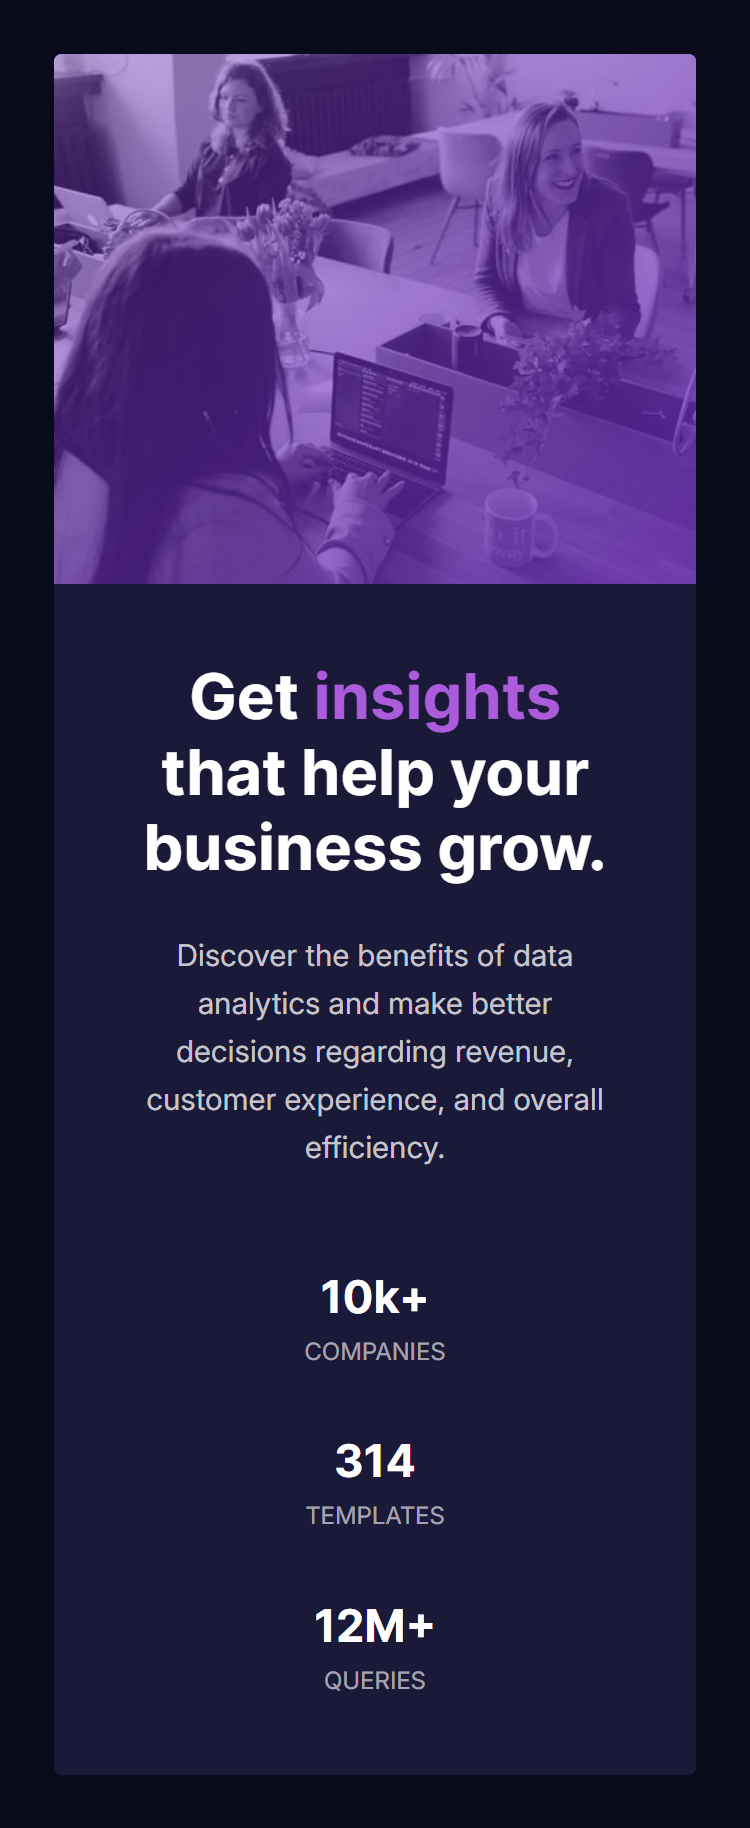 Get insights
that help your
business grow.
Discover the benefits of data
analytics and make better
decisions regarding revenue,
customer experience, and overall
efficiency.
10k+
COMPANIES
314
TEMPLATES
12M+
QUERIES